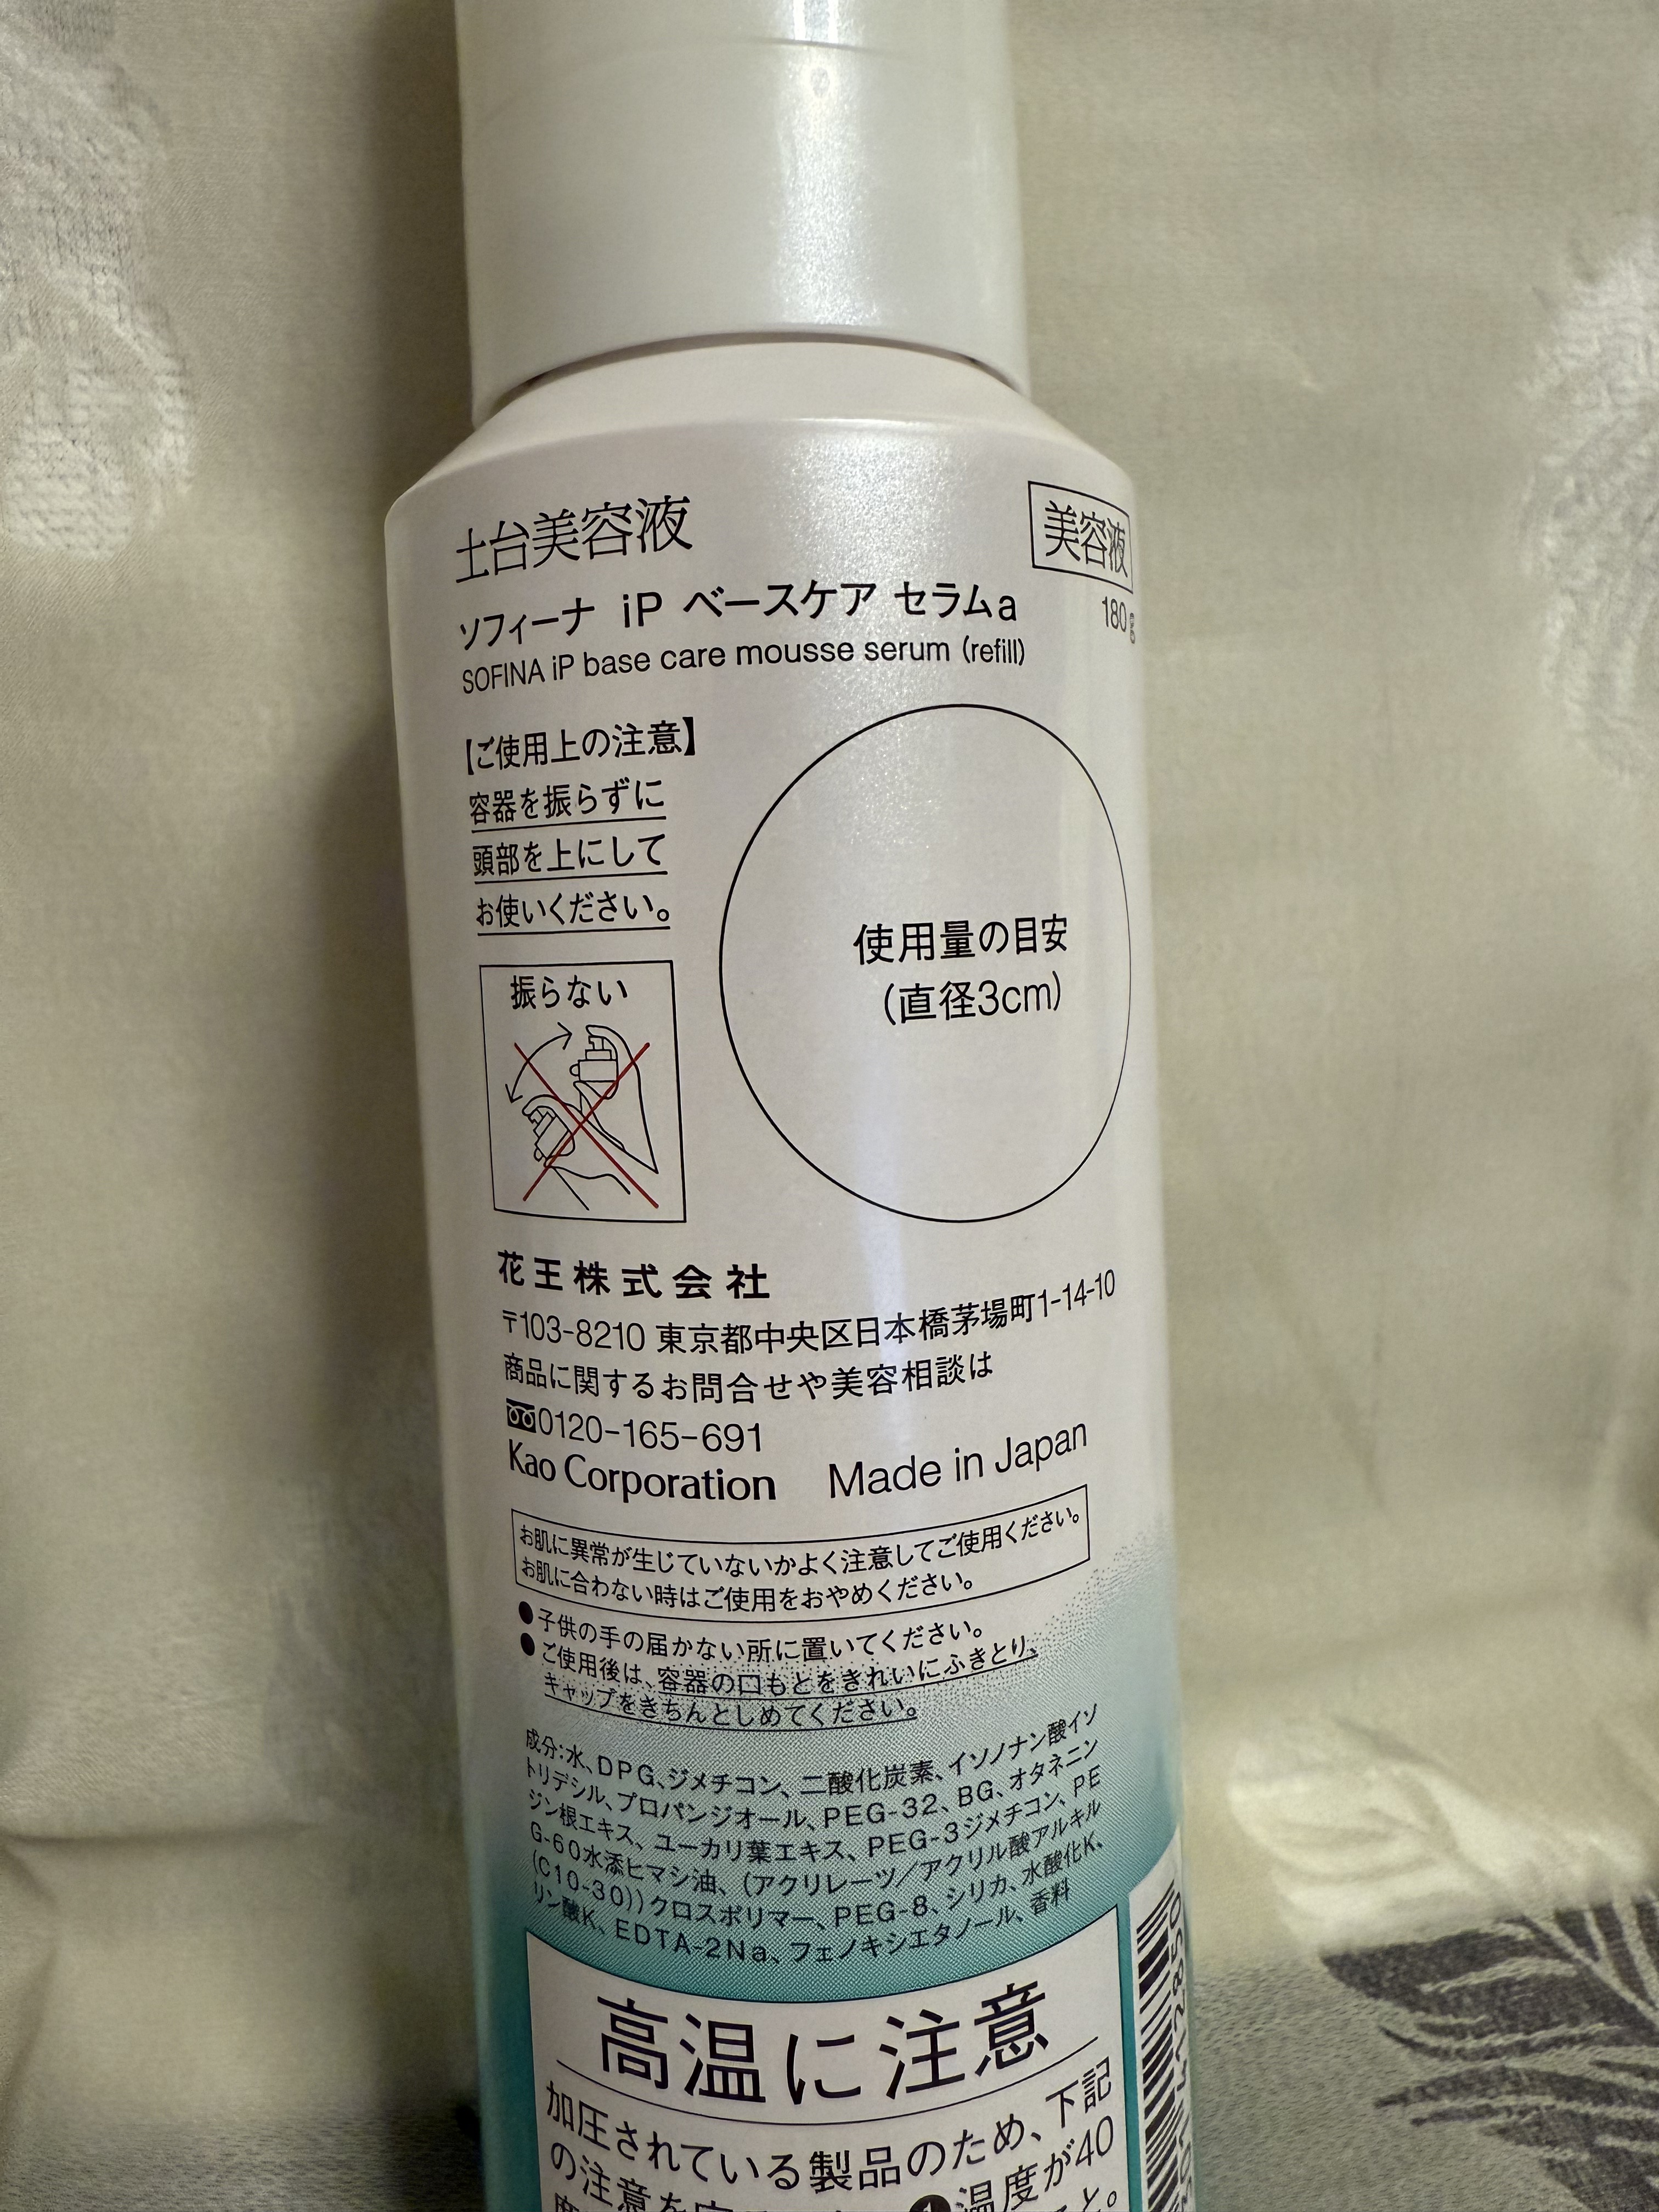 土台美容液
美容液
180g
ソフィーナ iP ベースケア セラムa
SOFINA iP base care mousse serum (refill)
【ご使用上の注意】
容器を振らずに
頭部を上にして
お使いください。
振らない
使用量の目安
(直径3cm)
花王株式会社
〒103-8210 東京都中央区日本橋茅場町1-14-10
商品に関するお問合せや美容相談は
0120-165-691
Kao Corporation Made in Japan
お肌に異常が生じていないかよく注意してご使用ください。
お肌に合わない時はご使用をおやめください。
●子供の手の届かない所に置いてください。
●ご使用後は、容器の口もとをきれいにふきとり、
キャップをきちんとしめてください。
成分:水、DPG、ジメチコン、二酸化炭素、イソノナン酸イソ
トリデシル、プロパンジオール、PEG-32、BG、オタネニン
ジン根エキス、ユーカリ葉エキス、PEG-3ジメチコン、PE
G-60水添ヒマシ油、(アクリレーツ/アクリル酸アルキル
(C10-30))クロスポリマー、PEG-8、シリカ、水酸化K、
リン酸K、EDTA-2Na、フェノキシエタノール、香料
高温に注意
加圧されている製品のため、下記
の注意を ❶温度が40